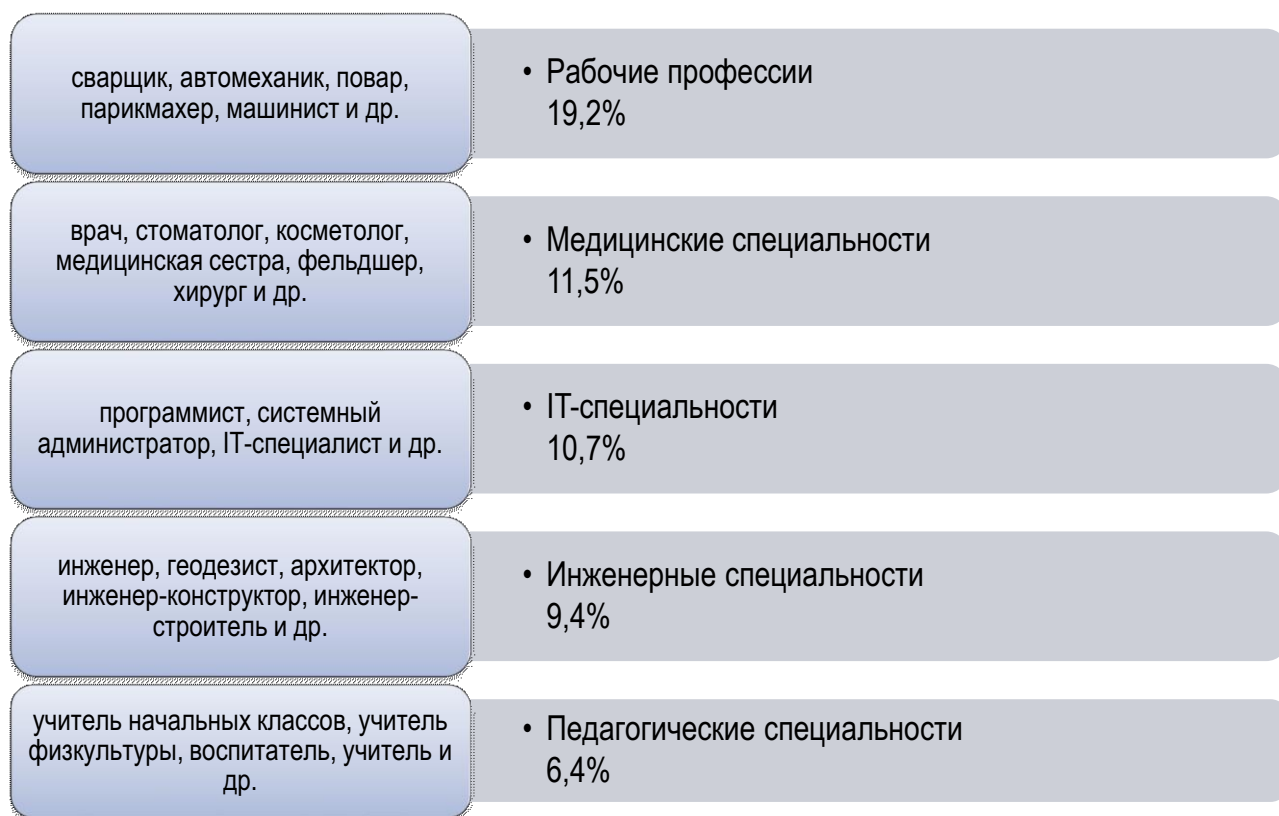 сварщик, автомеханик, повар,
парикмахер, машинист и др.
• Рабочие профессии
19,2%
врач, стоматолог, косметолог,
медицинская сестра, фельдшер,
хирург и др.
• Медицинские специальности
11,5%
программист, системный
администратор, IT-специалист и др.
• IT-специальности
10,7%
инженер, геодезист, архитектор,
инженер-конструктор, инженер-
строитель и др.
• Инженерные специальности
9,4%
учитель начальных классов, учитель
физкультуры, воспитатель, учитель и
др.
• Педагогические специальности
6,4%